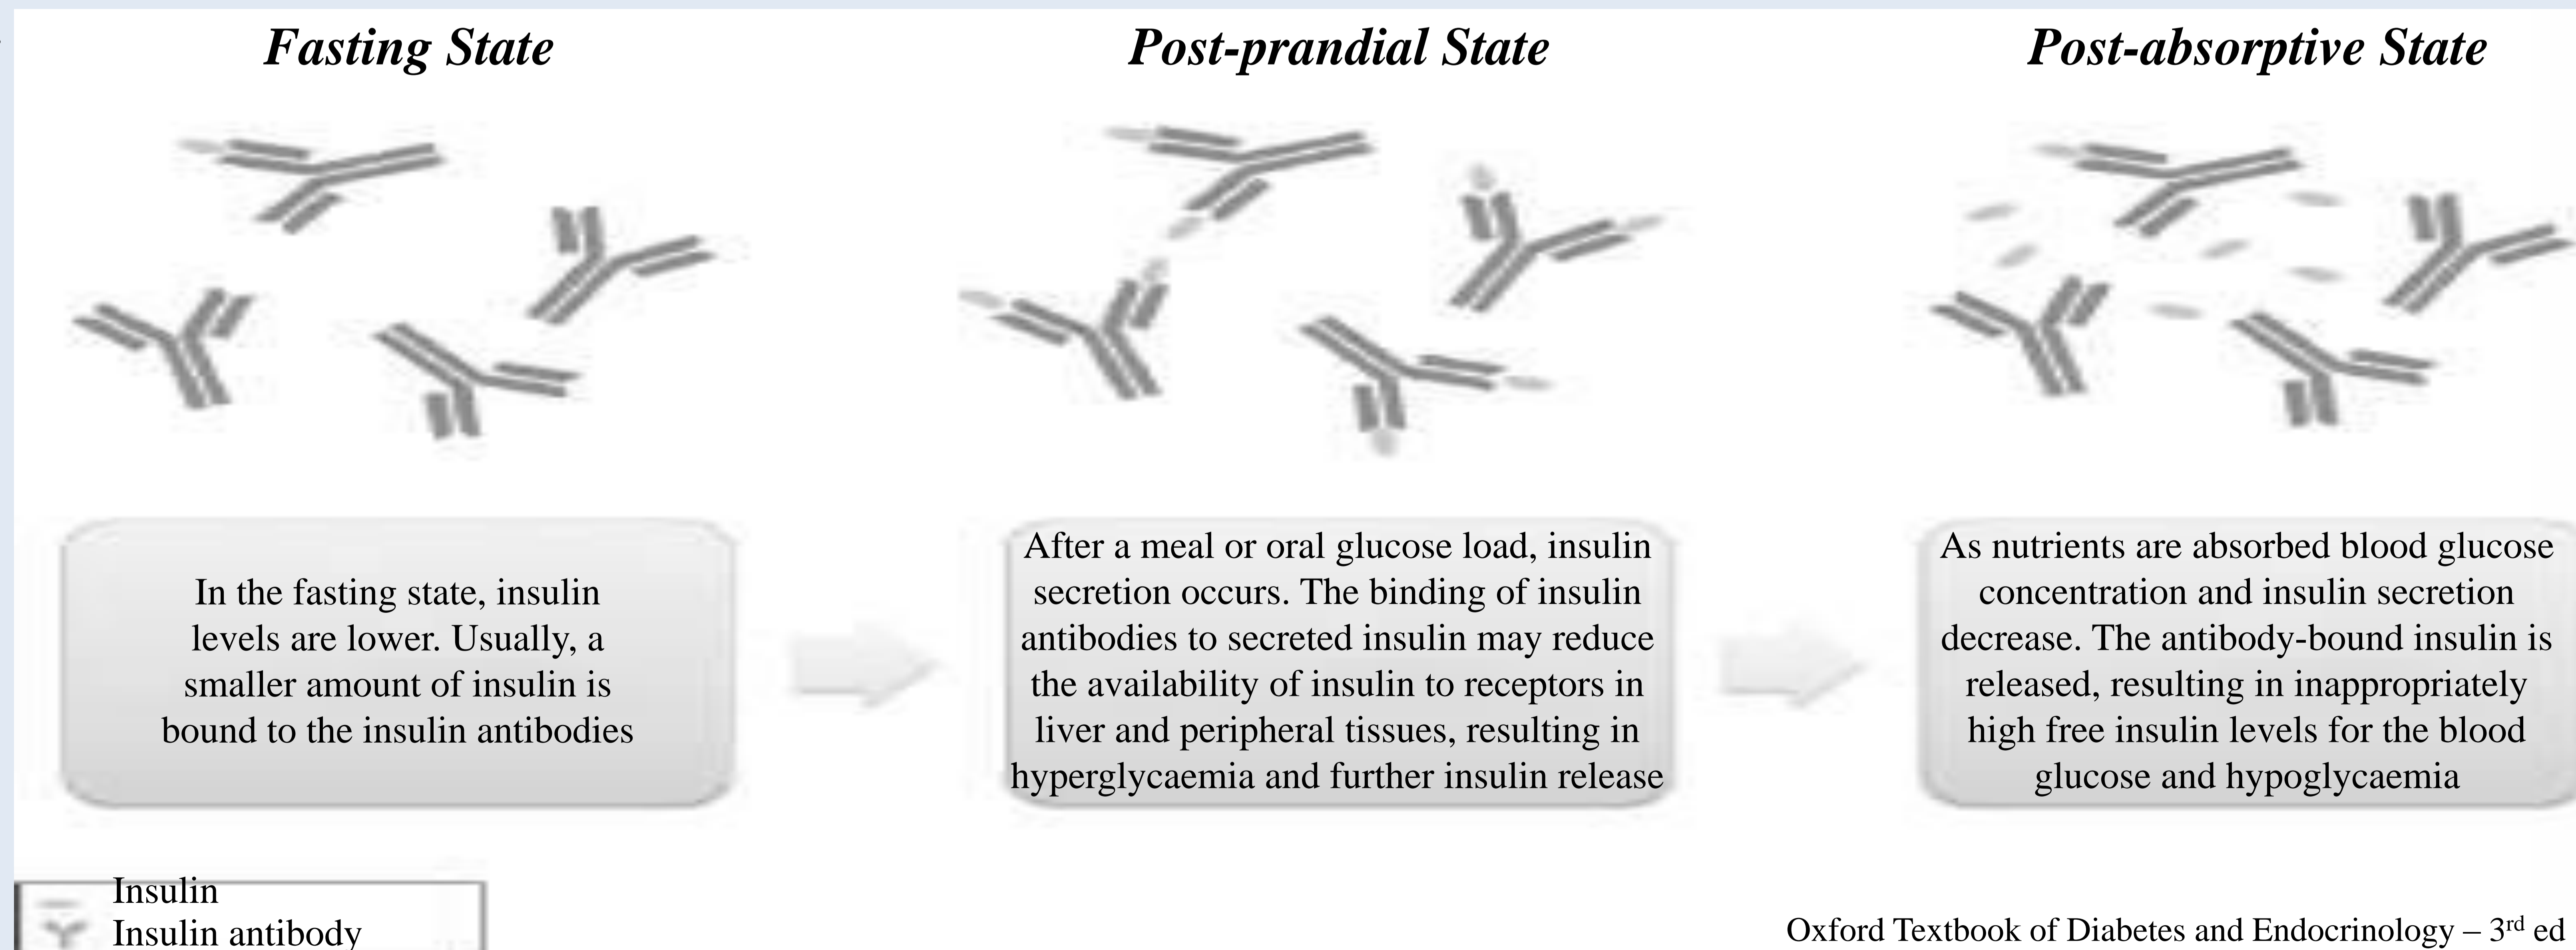 Fasting State
Post-prandial State
Post-absorptive State
In the fasting state, insulin
levels are lower. Usually, a
smaller amount of insulin is
bound to the insulin antibodies
After a meal or oral glucose load, insulin
secretion occurs. The binding of insulin
antibodies to secreted insulin may reduce
the availability of insulin to receptors in
liver and peripheral tissues, resulting in
hyperglycaemia and further insulin release
As nutrients are absorbed blood glucose
concentration and insulin secretion
decrease. The antibody-bound insulin is
released, resulting in inappropriately
high free insulin levels for the blood
glucose and hypoglycaemia
Insulin
Insulin antibody
Oxford Textbook of Diabetes and Endocrinology – 3rd ed